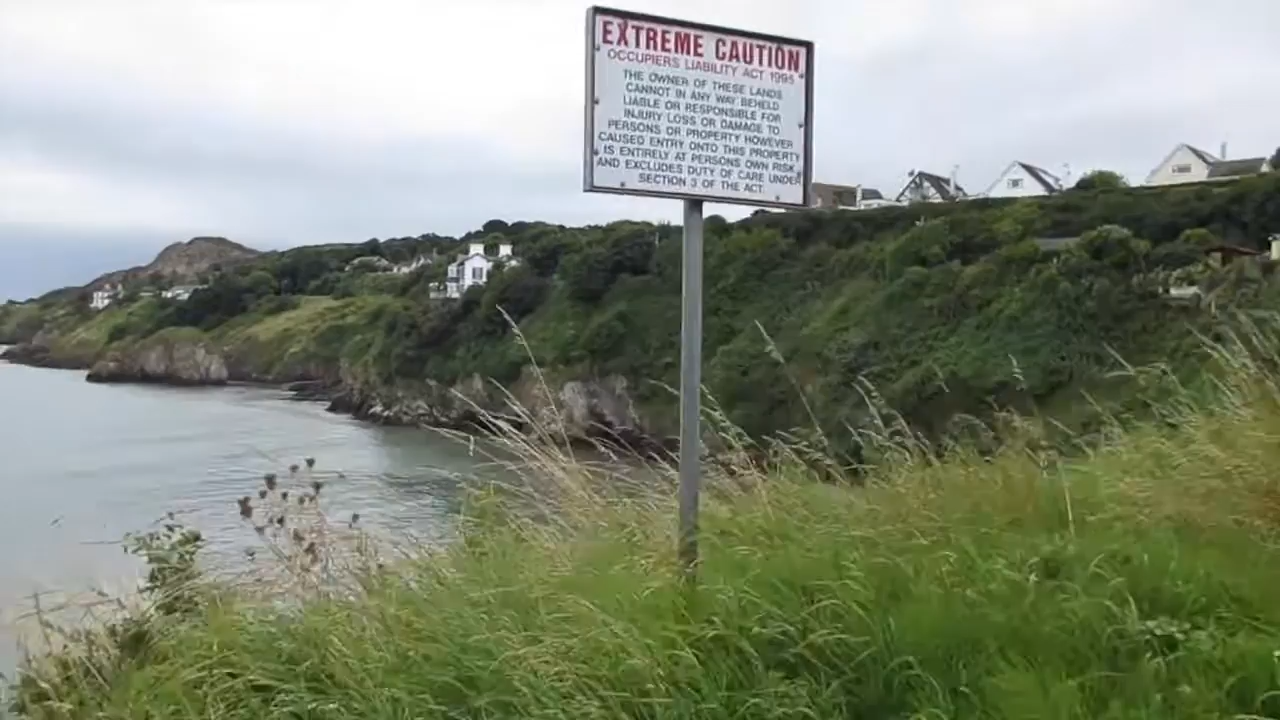 EXTREME CAUTION
OCCUPIERS LIABILITY ACT 1995
THE OWNER OF THESE LANDS
CANNOT IN ANY WAY BEHELD
LIABLE OR RESPONSIBLE FOR
INJURY LOSS OR DAMAGE TO
PERSONS OR PROPERTY HOWEVER
CAUSED ENTRY ONTO THIS PROPERTY
IS ENTIRELY AT PERSONS OWN RISK
AND EXCLUDES DUTY OF CARE UNDER
SECTION 3 OF THE ACT